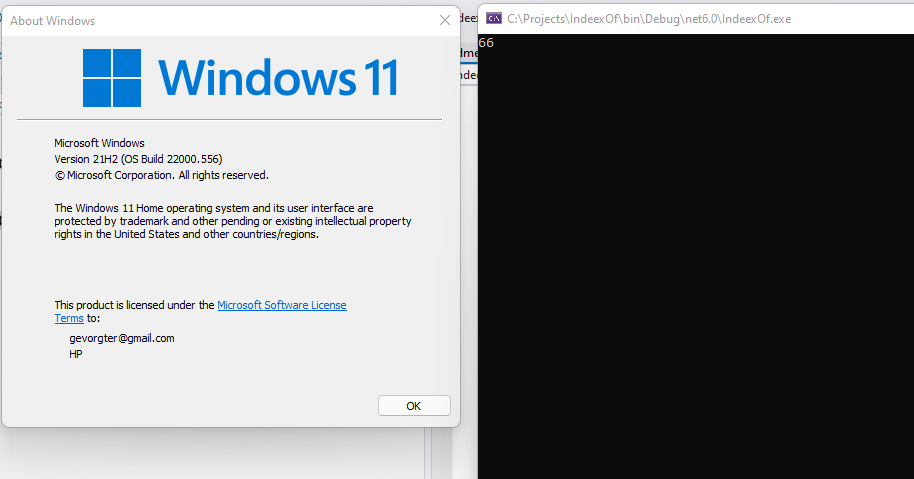 About Windows
Windows 11
Microsoft Windows
Version 21H2 (OS Build 22000.556)
© Microsoft Corporation. All rights reserved.
The Windows 11 Home operating system and its user interface are
protected by trademark and other pending or existing intellectual property
rights in the United States and other countries/regions.
This product is licensed under the Microsoft Software License
Terms to:
gevorgter@gmail.com
HP
OK
C:\Projects\IndeexOf\bin\Debug\net6.0\IndeexOf.exe
66